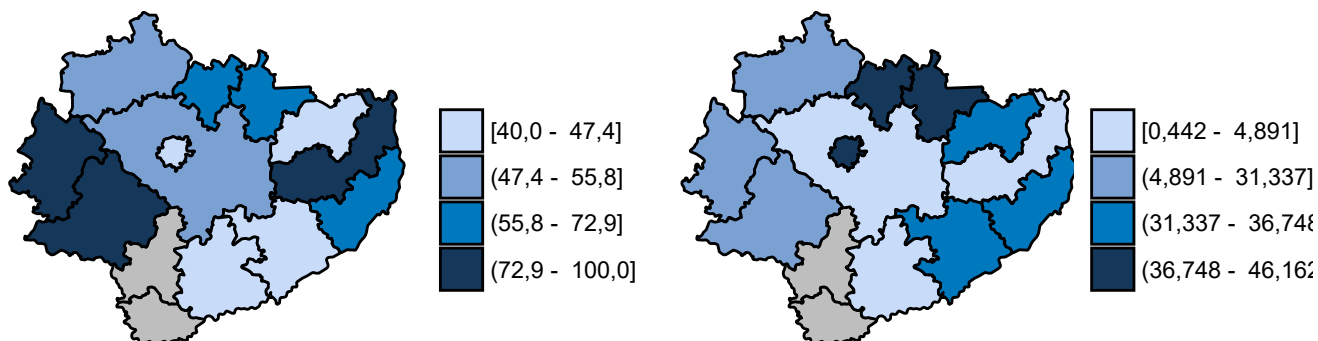 [40,0 - 47,4]
(47,4 - 55,8]
(55,8 - 72,9]
(72,9 - 100,0]
[0,442 - 4,891]
(4,891 - 31,337]
(31,337 - 36,748
(36,748 - 46,162